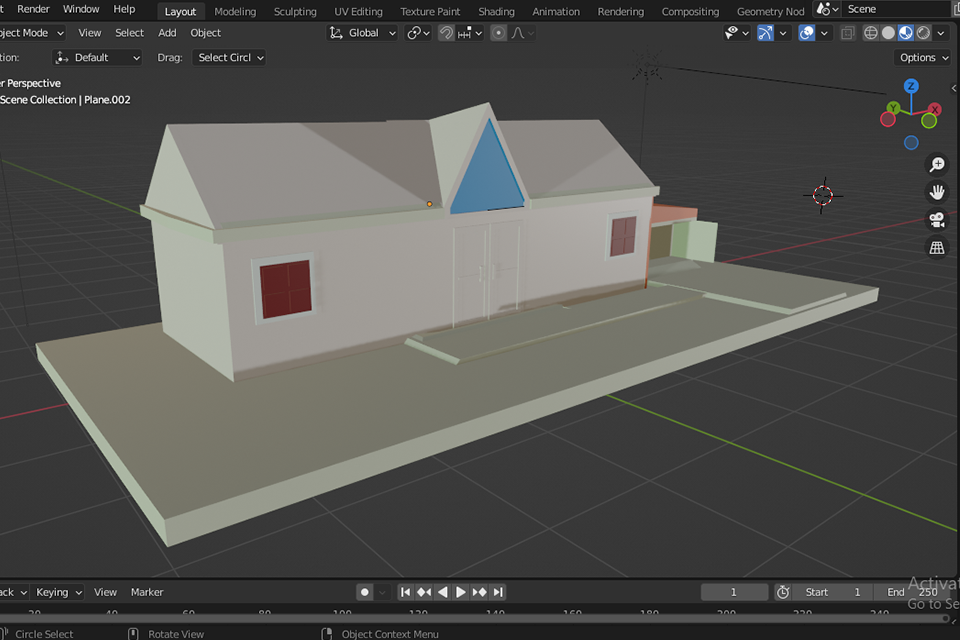 t Render Window Help Layout Modeling Sculpting UV Editing Texture Paint Shading Animation Rendering Compositing Geometry Nod Scene
bject Mode View Select Add Object Global
tion: Default Drag: Select Circl Options
er Perspective
Scene Collection | Plane.002
Z
Y X
ack Keying View Marker 1 Start 1 End 250
Activat
20 40 60 80 100 120 140 160 180 200 220 240
Go to Se
Circle Select Rotate View Object Context Menu